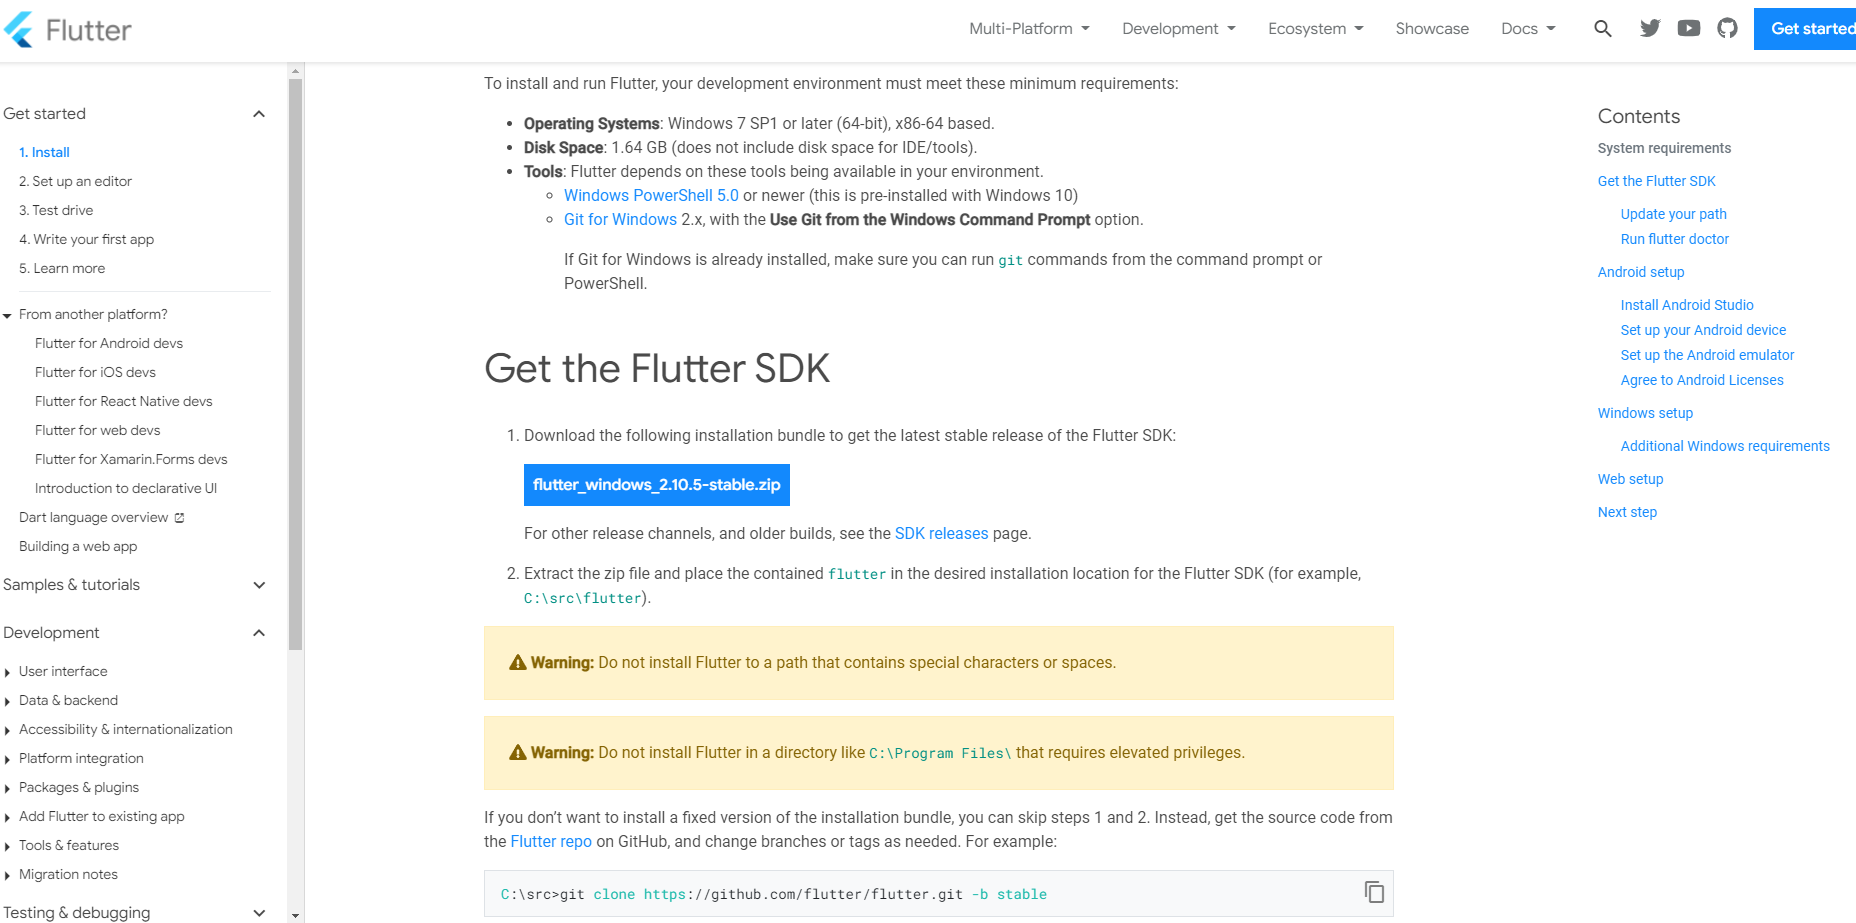 Flutter
Multi-Platform
Development
Ecosystem
Showcase
Docs
Get started
Get started
1. Install
2. Set up an editor
3. Test drive
4. Write your first app
5. Learn more
From another platform?
Flutter for Android devs
Flutter for iOS devs
Flutter for React Native devs
Flutter for web devs
Flutter for Xamarin.Forms devs
Introduction to declarative UI
Dart language overview
Building a web app
Samples & tutorials
Development
User interface
Data & backend
Accessibility & internationalization
Platform integration
Packages & plugins
Add Flutter to existing app
Tools & features
Migration notes
Testing & debugging
To install and run Flutter, your development environment must meet these minimum requirements:
• Operating Systems: Windows 7 SP1 or later (64-bit), x86-64 based.
• Disk Space: 1.64 GB (does not include disk space for IDE/tools).
• Tools: Flutter depends on these tools being available in your environment.
◦ Windows PowerShell 5.0 or newer (this is pre-installed with Windows 10)
◦ Git for Windows 2.x, with the Use Git from the Windows Command Prompt option.
If Git for Windows is already installed, make sure you can run git commands from the command prompt or
PowerShell.
Get the Flutter SDK
1. Download the following installation bundle to get the latest stable release of the Flutter SDK:
flutter_windows_2.10.5-stable.zip
For other release channels, and older builds, see the SDK releases page.
2. Extract the zip file and place the contained flutter in the desired installation location for the Flutter SDK (for example,
C:\src\flutter).
Warning: Do not install Flutter to a path that contains special characters or spaces.
Warning: Do not install Flutter in a directory like C:\Program Files\ that requires elevated privileges.
If you don’t want to install a fixed version of the installation bundle, you can skip steps 1 and 2. Instead, get the source code from
the Flutter repo on GitHub, and change branches or tags as needed. For example:
C:\src>git clone https://github.com/flutter/flutter.git -b stable
Contents
System requirements
Get the Flutter SDK
Update your path
Run flutter doctor
Android setup
Install Android Studio
Set up your Android device
Set up the Android emulator
Agree to Android Licenses
Windows setup
Additional Windows requirements
Web setup
Next step